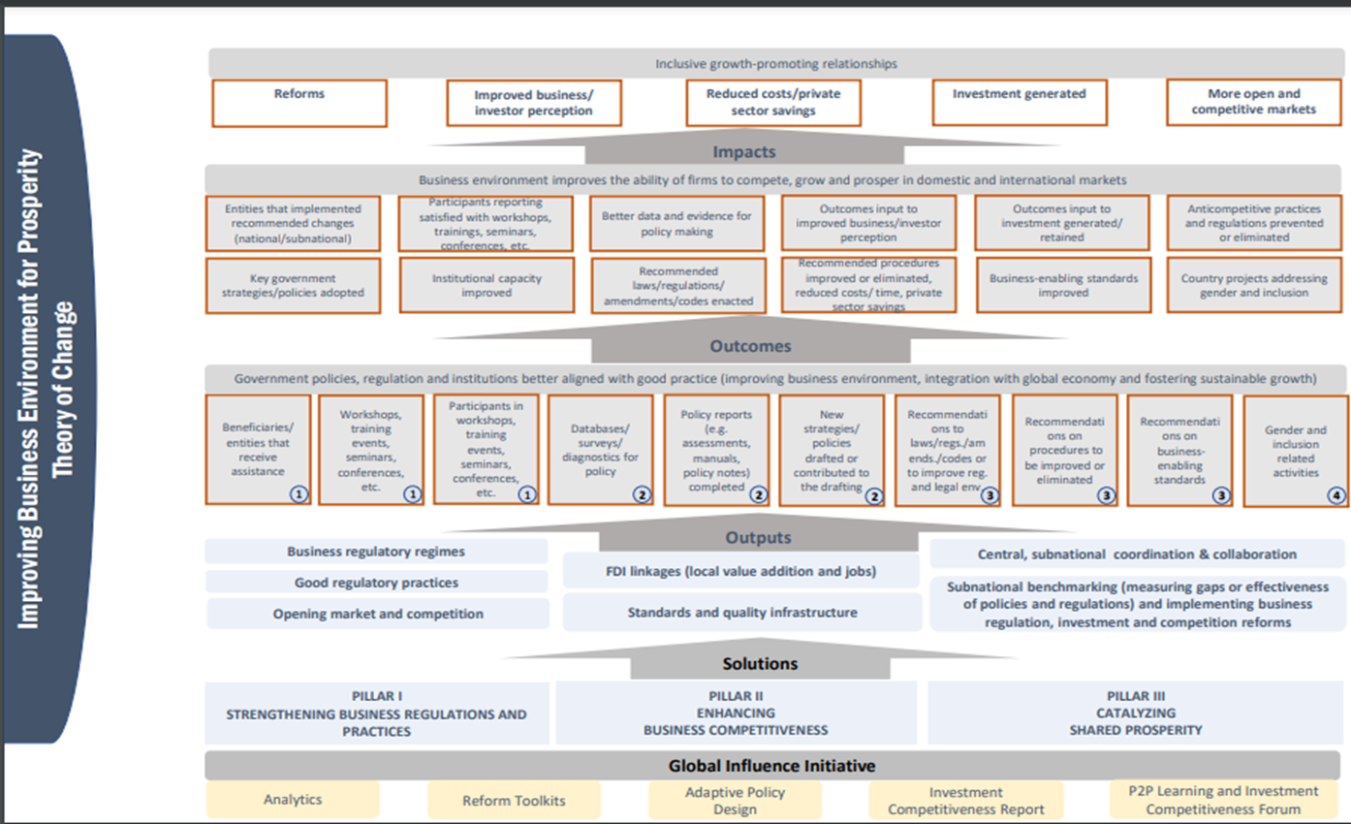 Improving Business Environment for Prosperity
Theory of Change
Inclusive growth-promoting relationships
Reforms
Improved business/
investor perception
Reduced costs/private
sector savings
Investment generated
More open and
competitive markets
Impacts
Business environment improves the ability of firms to compete, grow and prosper in domestic and international markets
Entities that implemented
recommended changes
(national/subnational)
Participants reporting
satisfied with workshops,
trainings, seminars,
conferences, etc.
Better data and evidence for
policy making
Outcomes input to
improved business/investor
perception
Outcomes input to
investment generated/
retained
Anticompetitive practices
and regulations prevented
or eliminated
Key government
strategies/policies adopted
Institutional capacity
improved
Recommended
laws/regulations/
amendments/codes enacted
Recommended procedures
improved or eliminated,
reduced costs/ time, private
sector savings
Business-enabling standards
improved
Country projects addressing
gender and inclusion
Outcomes
Government policies, regulation and institutions better aligned with good practice (improving business environment, integration with global economy and fostering sustainable growth)
Beneficiaries/
entities that
receive
assistance
1
Workshops,
training
events,
seminars,
conferences,
etc.
1
Participants in
workshops,
training
events,
seminars,
conferences,
etc.
1
Databases/
surveys/
diagnostics for
policy
2
Policy reports
(e.g.
assessments,
manuals,
policy notes)
completed
2
New
strategies/
policies
drafted or
contributed to
the drafting
2
Recommendati
ons to
laws/regs./am
ends./codes or
to improve reg.
and legal env.
3
Recommendati
ons on
procedures to
be improved or
eliminated
3
Recommendati
ons on
business-
enabling
standards
3
Gender and
inclusion
related
activities
4
Outputs
Business regulatory regimes
Good regulatory practices
Opening market and competition
FDI linkages (local value addition and jobs)
Standards and quality infrastructure
Central, subnational coordination & collaboration
Subnational benchmarking (measuring gaps or effectiveness
of policies and regulations) and implementing business
regulation, investment and competition reforms
Solutions
PILLAR I
STRENGTHENING BUSINESS REGULATIONS AND
PRACTICES
PILLAR II
ENHANCING
BUSINESS COMPETITIVENESS
PILLAR III
CATALYZING
SHARED PROSPERITY
Global Influence Initiative
Analytics
Reform Toolkits
Adaptive Policy
Design
Investment
Competitiveness Report
P2P Learning and Investment
Competitiveness Forum